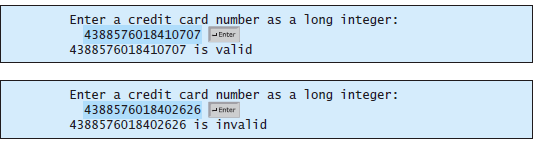 Enter a credit card number as a long integer:
4388576018410707 ↵Enter
4388576018410707 is valid
Enter a credit card number as a long integer:
4388576018402626 ↵Enter
4388576018402626 is invalid